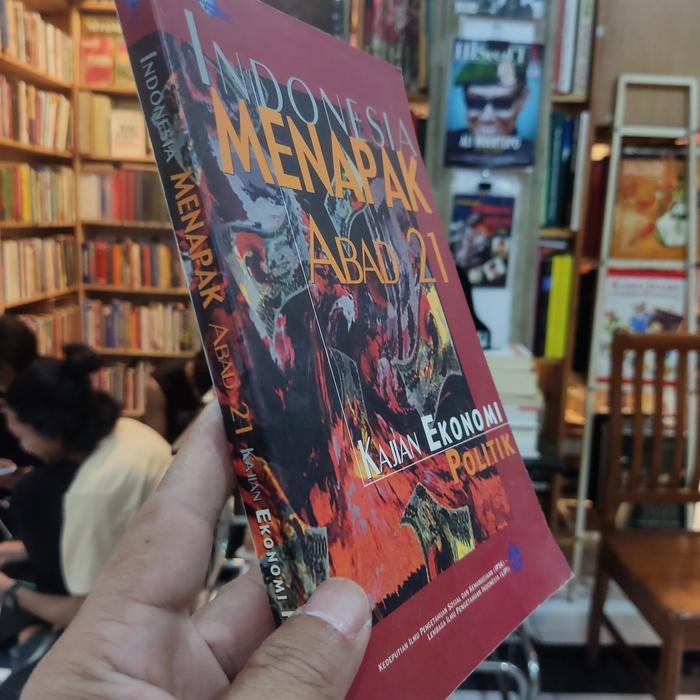 INDONESIA
MENAPAK
ABAD 21
KAJIAN EKONOMI
POLITIK
KEDEPUTIAN ILMU PENGETAHUAN SOSIAL DAN KEMANUSIAAN (IPSK)-
LEMBAGA ILMU PENGETAHUAN INDONESIA (LIPI)
INDONESIA MENAPAK ABAD 21 KAJIAN EKONOMI